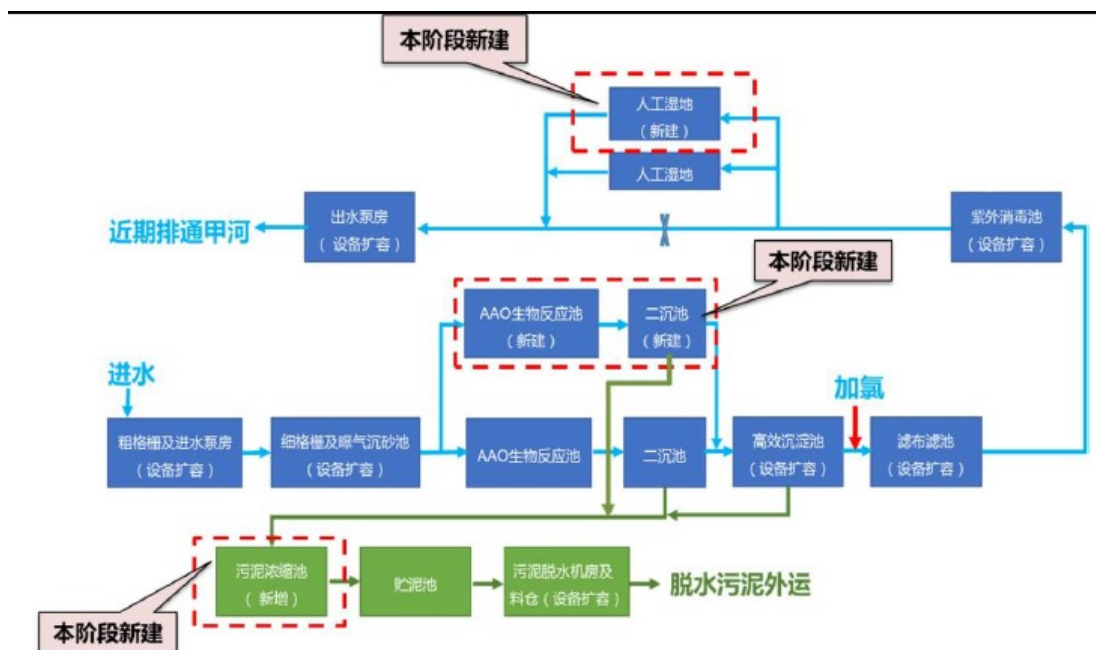 本阶段新建
人工湿地
（新建）
人工湿地
近期排通甲河
出水泵房
（设备扩容）
紫外消毒池
（设备扩容）
本阶段新建
AAO生物反应池
（新建）
二沉池
（新建）
进水
加氯
粗格栅及进水泵房
（设备扩容）
细格栅及曝气沉砂池
（设备扩容）
AAO生物反应池
二沉池
高效沉淀池
（设备扩容）
滤布滤池
（设备扩容）
污泥浓缩池
（新增）
贮泥池
污泥脱水机房及
料仓（设备扩容）
脱水污泥外运
本阶段新建